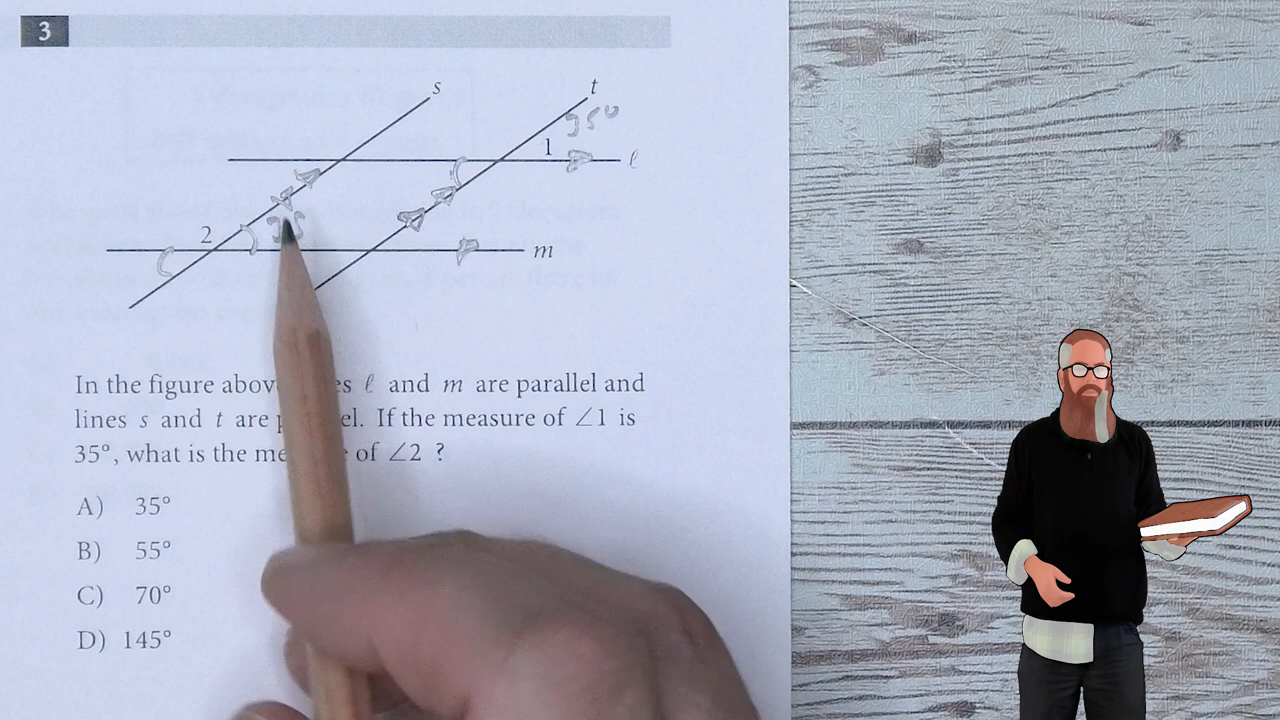 3
s
t
35°
1
ℓ
2
35
m
In the figure above ℓ and m are parallel and
lines s and t are parallel. If the measure of ∠1 is
35°, what is the measure of ∠2 ?
A) 35°
B) 55°
C) 70°
D) 145°